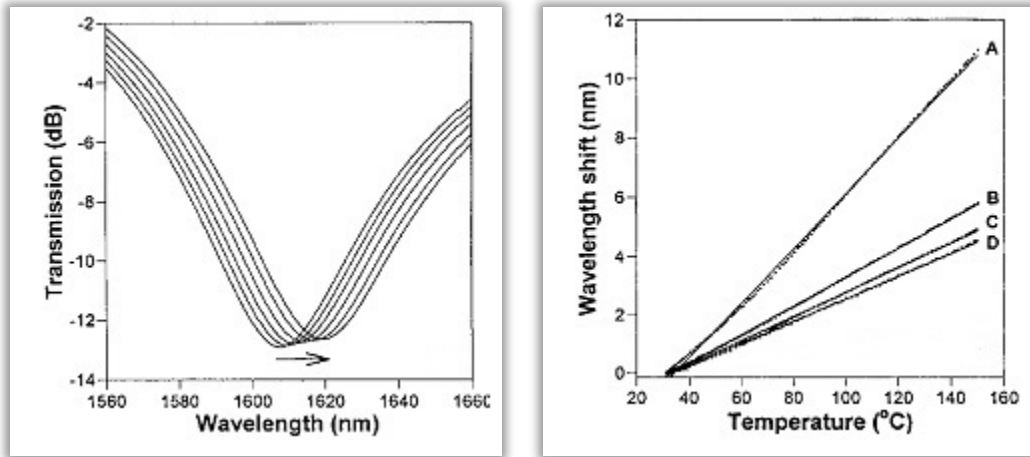 -2
-4
-6
-8
-10
-12
-14
Transmission (dB)
1560 1580 1600 1620 1640 1660
Wavelength (nm)
12
10
8
6
4
2
0
Wavelength shift (nm)
A
B
C
D
20 40 60 80 100 120 140 160
Temperature (°C)